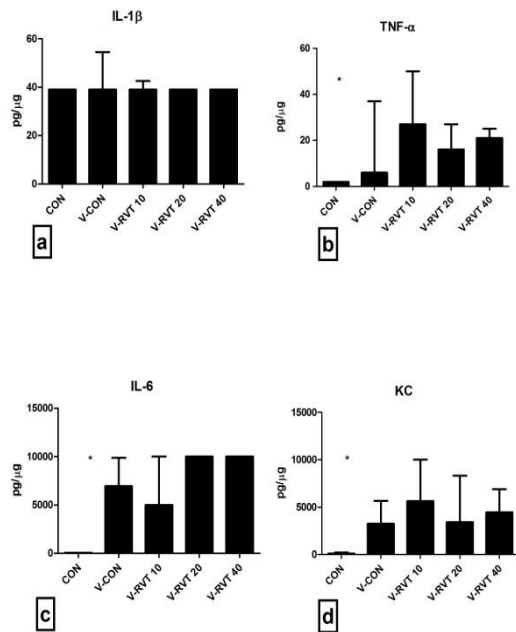 IL-1β
60
40
20
0
pg/µg
CON
V-CON
V-RVT 10
V-RVT 20
V-RVT 40
a
TNF-α
60
40
20
0
pg/µg
*
CON
V-CON
V-RVT 10
V-RVT 20
V-RVT 40
b
IL-6
15000
10000
5000
0
pg/µg
*
CON
V-CON
V-RVT 10
V-RVT 20
V-RVT 40
c
KC
15000
10000
5000
0
pg/µg
*
CON
V-CON
V-RVT 10
V-RVT 20
V-RVT 40
d